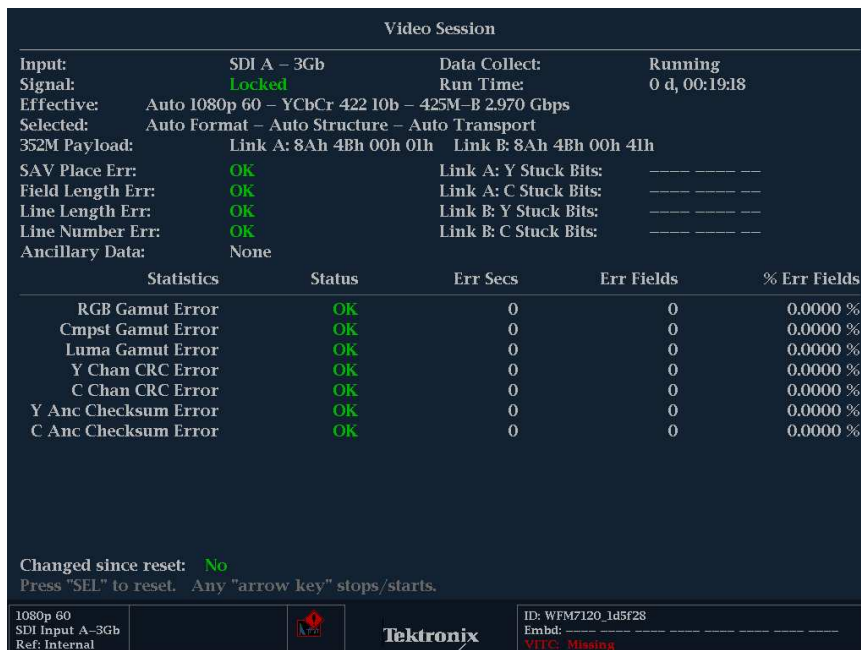 Video Session
Input: SDI A – 3Gb Data Collect: Running
Signal: Locked Run Time: 0 d, 00:19:18
Effective: Auto 1080p 60 – YCbCr 422 10b – 425M–B 2.970 Gbps
Selected: Auto Format – Auto Structure – Auto Transport
352M Payload: Link A: 8Ah 4Bh 00h 01h Link B: 8Ah 4Bh 00h 41h
SAV Place Err: OK Link A: Y Stuck Bits: –––– –––– ––
Field Length Err: OK Link A: C Stuck Bits: –––– –––– ––
Line Length Err: OK Link B: Y Stuck Bits: –––– –––– ––
Line Number Err: OK Link B: C Stuck Bits: –––– –––– ––
Ancillary Data: None
Statistics Status Err Secs Err Fields % Err Fields
RGB Gamut Error OK 0 0 0.0000 %
Cmpst Gamut Error OK 0 0 0.0000 %
Luma Gamut Error OK 0 0 0.0000 %
Y Chan CRC Error OK 0 0 0.0000 %
C Chan CRC Error OK 0 0 0.0000 %
Y Anc Checksum Error OK 0 0 0.0000 %
C Anc Checksum Error OK 0 0 0.0000 %
Changed since reset: No
Press "SEL" to reset. Any "arrow key" stops/starts.
1080p 60
SDI Input A–3Gb
Ref: Internal
Tektronix
ID: WFM7120_1d5f28
Embd: –––– –––– –––– –––– –––– –––– –––– ––––
VITC: Missing